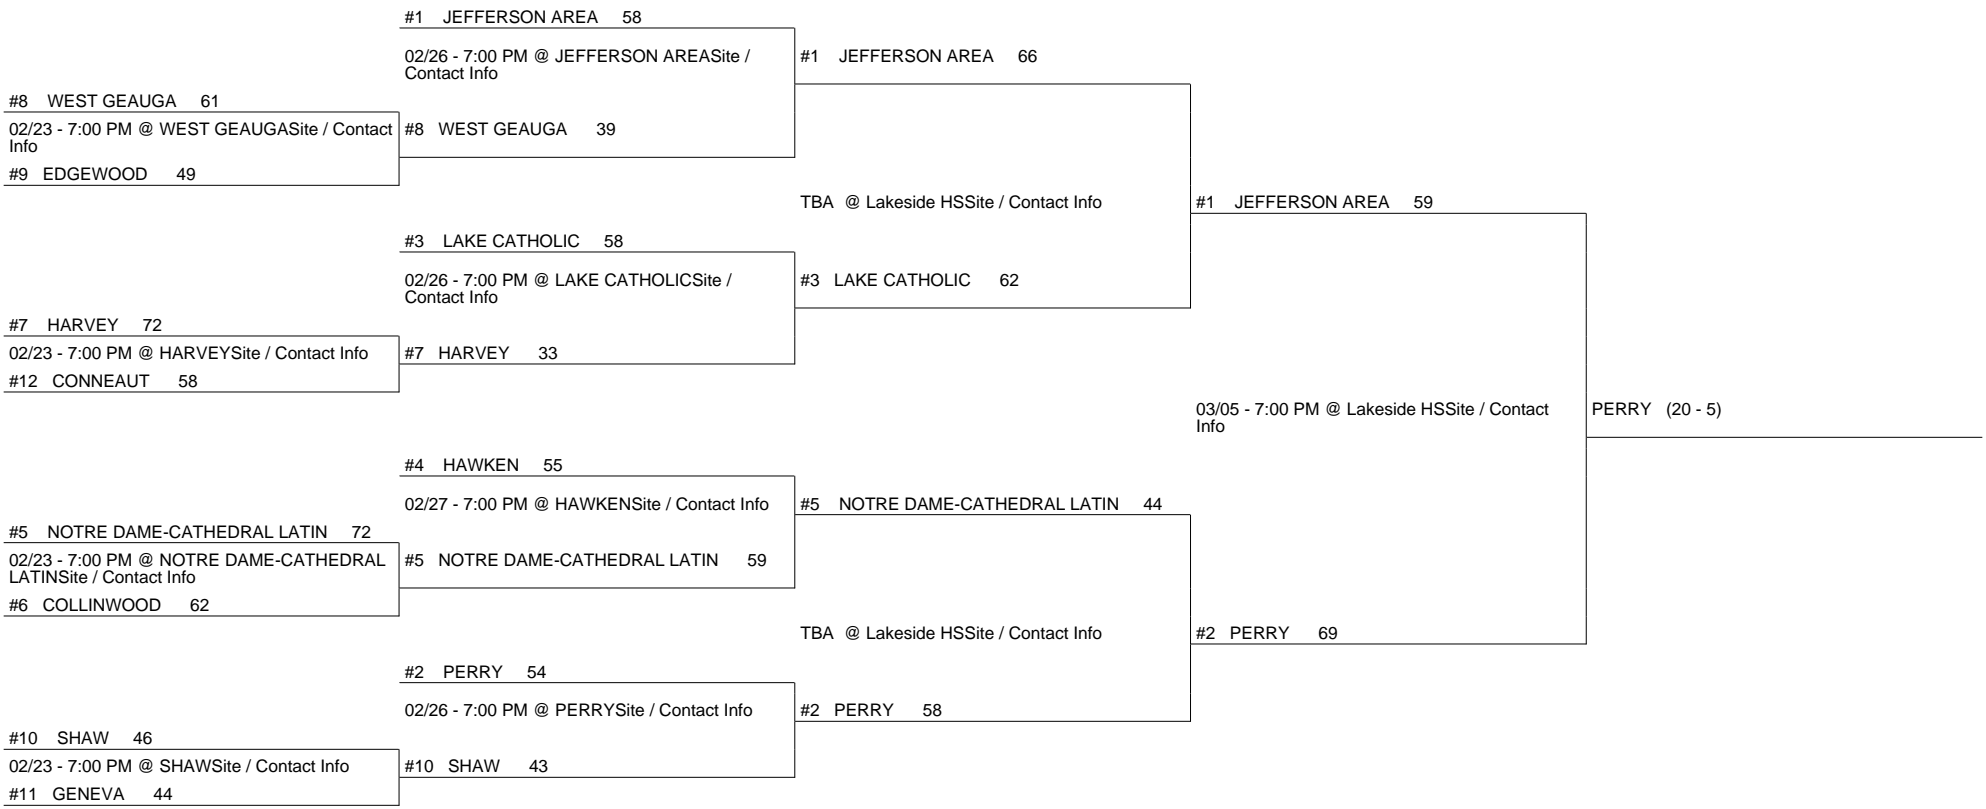 #1 JEFFERSON AREA 58
02/26 - 7:00 PM @ JEFFERSON AREASite /
Contact Info
#8 WEST GEAUGA 61
02/23 - 7:00 PM @ WEST GEAUGASite / Contact
Info
#9 EDGEWOOD 49
#8 WEST GEAUGA 39
#1 JEFFERSON AREA 66
TBA @ Lakeside HSSite / Contact Info
#3 LAKE CATHOLIC 58
02/26 - 7:00 PM @ LAKE CATHOLICSite /
Contact Info
#7 HARVEY 72
02/23 - 7:00 PM @ HARVEYSite / Contact Info
#12 CONNEAUT 58
#7 HARVEY 33
#3 LAKE CATHOLIC 62
#1 JEFFERSON AREA 59
03/05 - 7:00 PM @ Lakeside HSSite / Contact
Info
PERRY (20 - 5)
#4 HAWKEN 55
02/27 - 7:00 PM @ HAWKENSite / Contact Info
#5 NOTRE DAME-CATHEDRAL LATIN 72
02/23 - 7:00 PM @ NOTRE DAME-CATHEDRAL
LATINSite / Contact Info
#6 COLLINWOOD 62
#5 NOTRE DAME-CATHEDRAL LATIN 59
#5 NOTRE DAME-CATHEDRAL LATIN 44
TBA @ Lakeside HSSite / Contact Info
#2 PERRY 69
#2 PERRY 54
02/26 - 7:00 PM @ PERRYSite / Contact Info
#2 PERRY 58
#10 SHAW 46
02/23 - 7:00 PM @ SHAWSite / Contact Info
#11 GENEVA 44
#10 SHAW 43